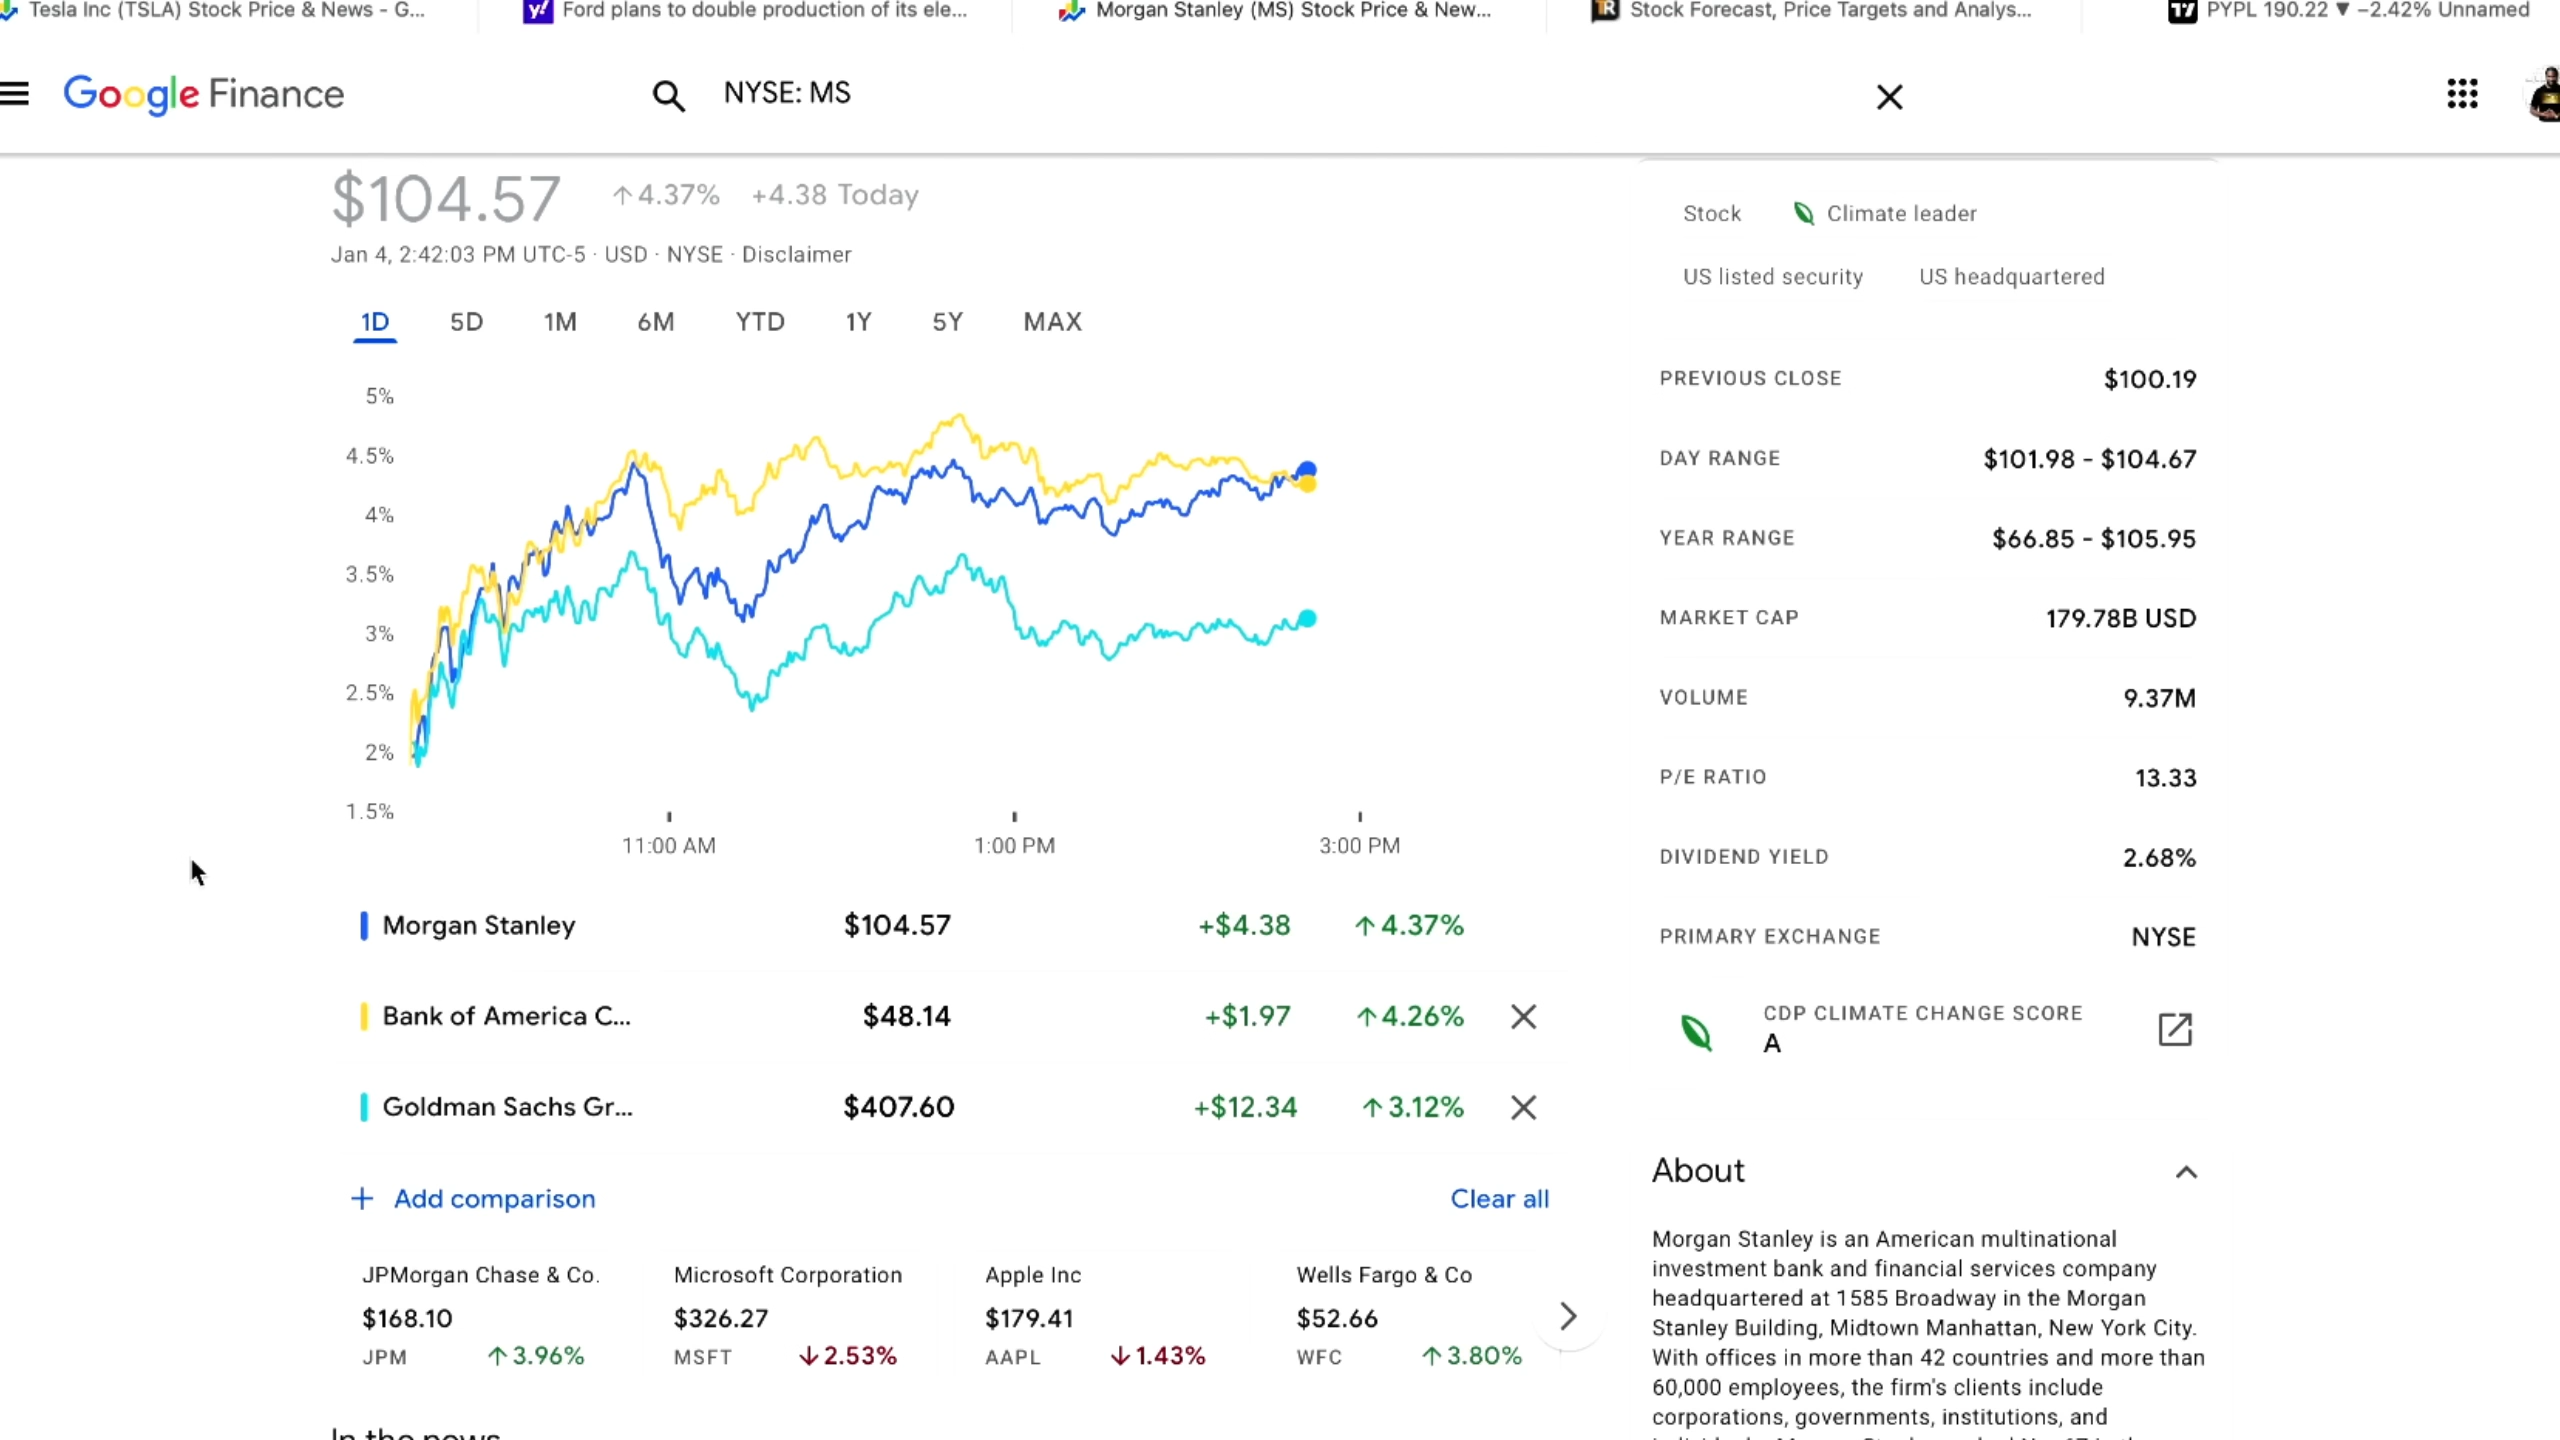 Tesla Inc (TSLA) Stock Price & News - G...
y!
Ford plans to double production of its ele...
Morgan Stanley (MS) Stock Price & New...
TR
Stock Forecast, Price Targets and Analys...
PYPL 190.22 ▼ −2.42% Unnamed
Google Finance
NYSE: MS
$104.57 ↑4.37% +4.38 Today
Jan 4, 2:42:03 PM UTC-5 · USD · NYSE · Disclaimer
1D 5D 1M 6M YTD 1Y 5Y MAX
5%
4.5%
4%
3.5%
3%
2.5%
2%
1.5%
11:00 AM 1:00 PM 3:00 PM
Morgan Stanley $104.57 +$4.38 ↑4.37%
Bank of America C... $48.14 +$1.97 ↑4.26%
Goldman Sachs Gr... $407.60 +$12.34 ↑3.12%
+ Add comparison Clear all
JPMorgan Chase & Co.
$168.10
JPM ↑3.96%
Microsoft Corporation
$326.27
MSFT ↓2.53%
Apple Inc
$179.41
AAPL ↓1.43%
Wells Fargo & Co
$52.66
WFC ↑3.80%
In the news
Stock Climate leader
US listed security US headquartered
PREVIOUS CLOSE $100.19
DAY RANGE $101.98 - $104.67
YEAR RANGE $66.85 - $105.95
MARKET CAP 179.78B USD
VOLUME 9.37M
P/E RATIO 13.33
DIVIDEND YIELD 2.68%
PRIMARY EXCHANGE NYSE
CDP CLIMATE CHANGE SCORE
A
About
Morgan Stanley is an American multinational
investment bank and financial services company
headquartered at 1585 Broadway in the Morgan
Stanley Building, Midtown Manhattan, New York City.
With offices in more than 42 countries and more than
60,000 employees, the firm's clients include
corporations, governments, institutions, and